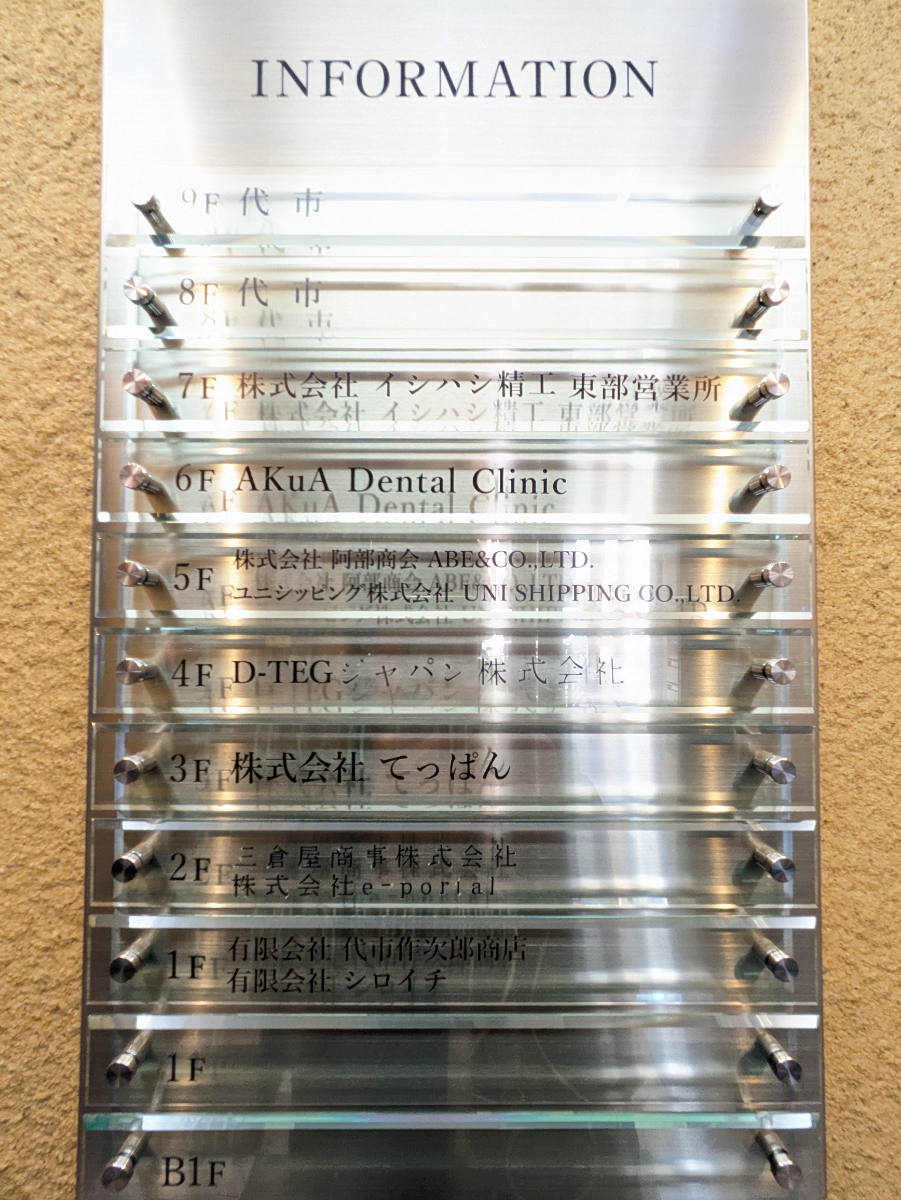 INFORMATION
9F 代 市
8F 代 市
7F 株式会社 イシハシ精工 東部営業所
6F AKuA Dental Clinic
5F 株式会社 阿部商会 ABE&CO.,LTD.
ユニシッピング株式会社 UNI SHIPPING CO.,LTD.
4F D-TEGジャパン株式会社
3F 株式会社 てっぱん
2F 三倉屋商事株式会社
株式会社e-porial
1F 有限会社 代市作次郎商店
有限会社 シロイチ
1F
B1F